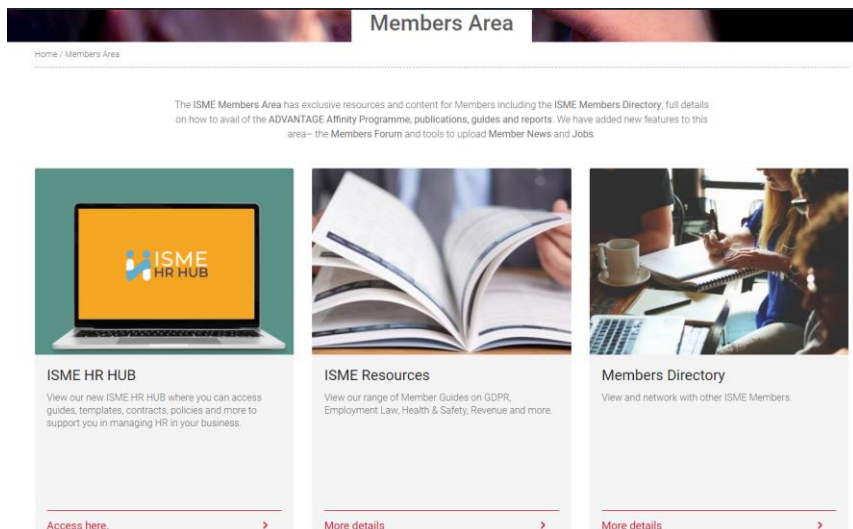 Members Area
Home / Members Area
The ISME Members Area has exclusive resources and content for Members including the ISME Members Directory, full details
on how to avail of the ADVANTAGE Affinity Programme, publications, guides and reports. We have added new features to this
area– the Members Forum and tools to upload Member News and Jobs.
ISME
HR HUB
ISME HR HUB
View our new ISME HR HUB where you can access
guides, templates, contracts, policies and more to
support you in managing HR in your business.
Access here.
ISME Resources
View our range of Member Guides on GDPR,
Employment Law, Health & Safety, Revenue and more.
More details
Members Directory
View and network with other ISME Members.
More details